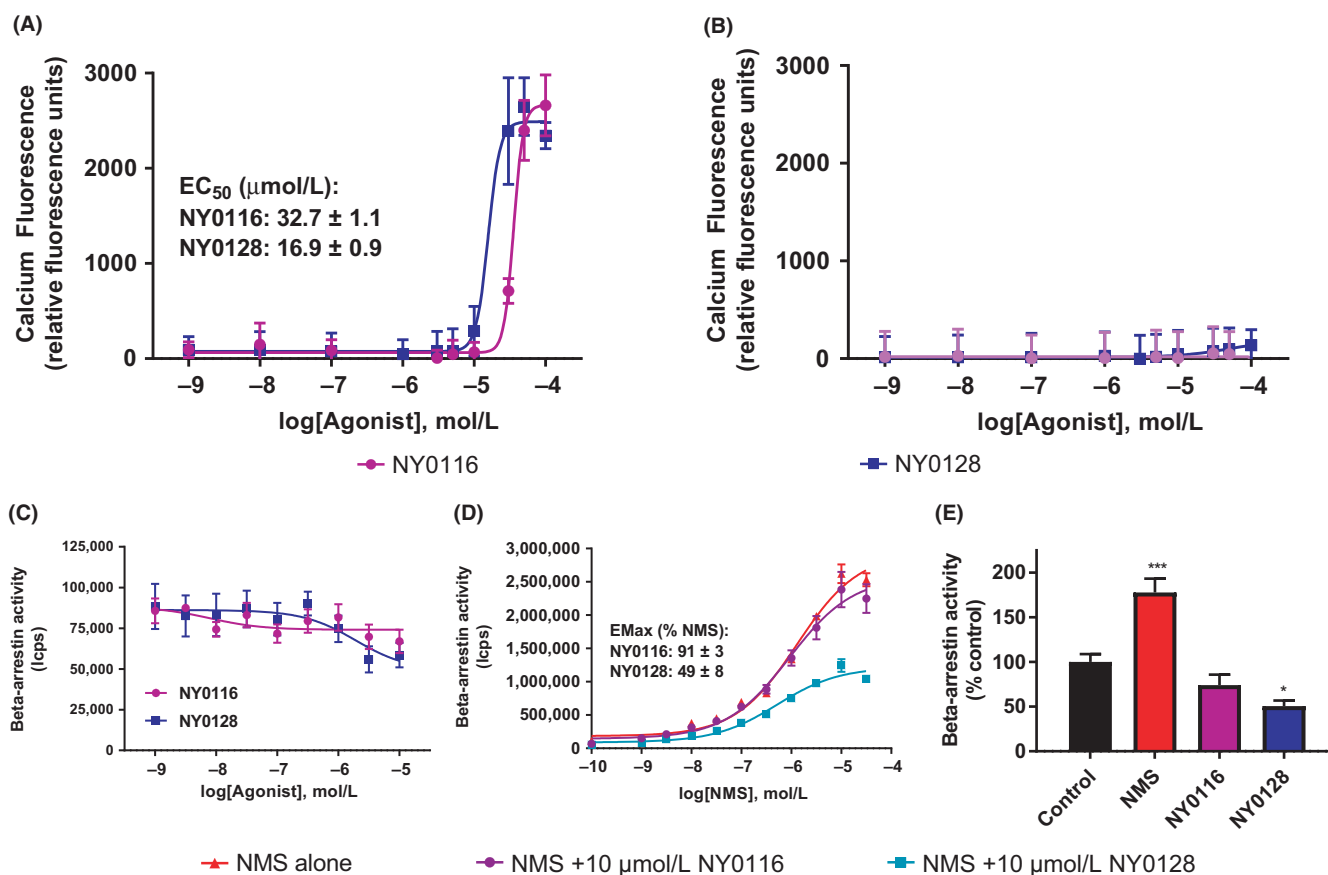 (A)
Calcium Fluorescence
(relative fluorescence units)
3000
2000
1000
0
EC50 (μmol/L):
NY0116: 32.7 ± 1.1
NY0128: 16.9 ± 0.9
–9 –8 –7 –6 –5 –4
log[Agonist], mol/L
(B)
Calcium Fluorescence
(relative fluorescence units)
3000
2000
1000
0
–9 –8 –7 –6 –5 –4
log[Agonist], mol/L
NY0116
NY0128
(C)
Beta-arrestin activity
(lcps)
125,000
100,000
75,000
50,000
25,000
0
NY0116
NY0128
–9 –8 –7 –6 –5
log[Agonist], mol/L
(D)
Beta-arrestin activity
(lcps)
3,000,000
2,500,000
2,000,000
1,500,000
1,000,000
500,000
0
EMax (% NMS):
NY0116: 91 ± 3
NY0128: 49 ± 8
–10 –9 –8 –7 –6 –5 –4
log[NMS], mol/L
(E)
Beta-arrestin activity
(% control)
200
150
100
50
0
***
*
Control
NMS
NY0116
NY0128
NMS alone
NMS +10 μmol/L NY0116
NMS +10 μmol/L NY0128